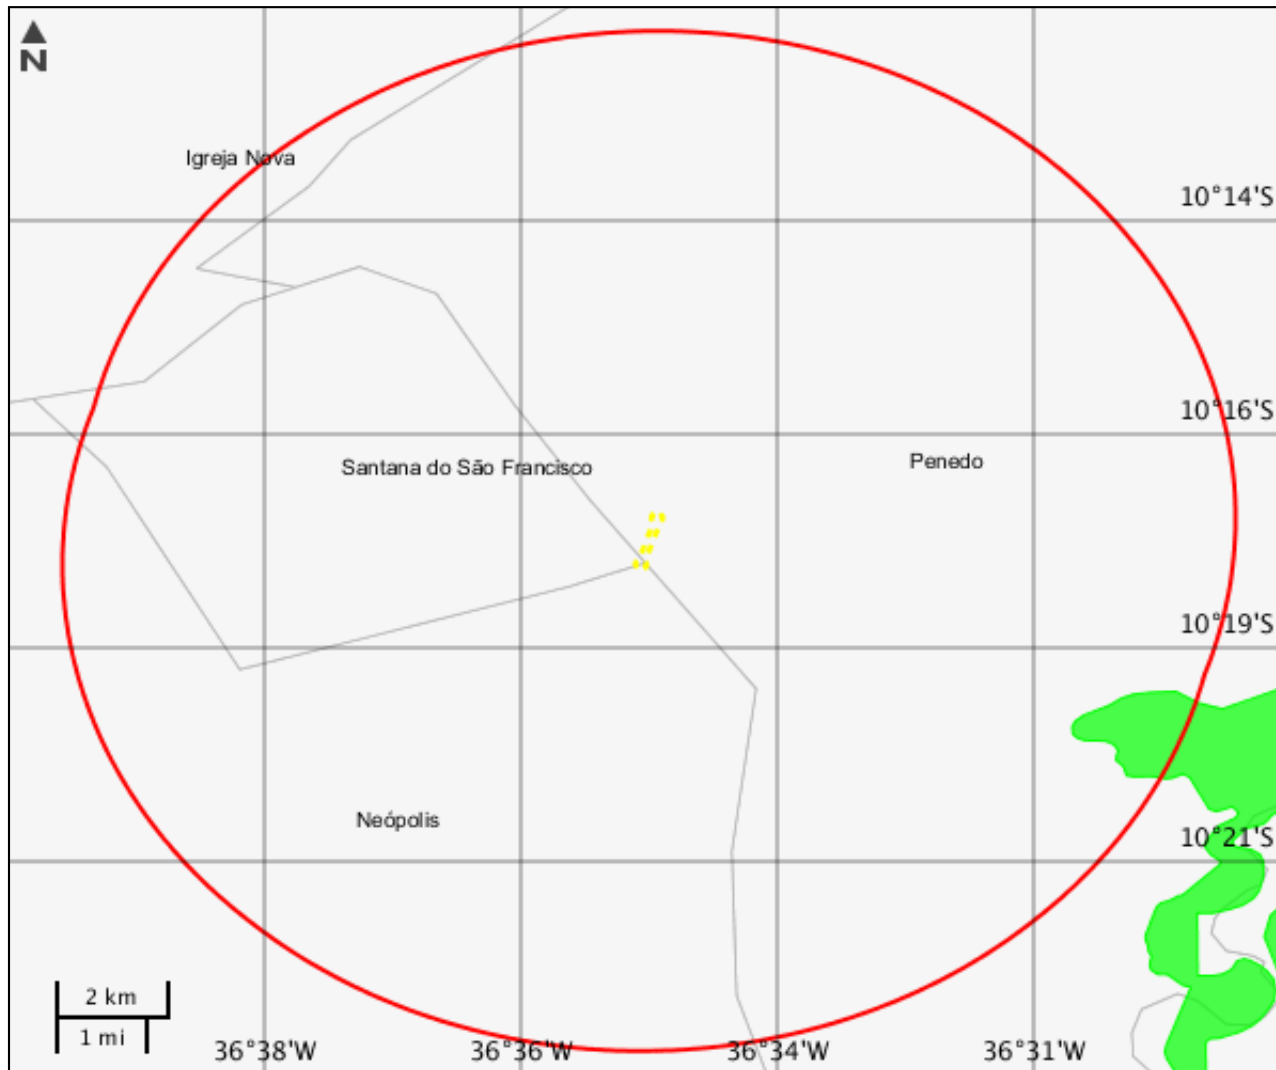 N
Igreja Nova
10°14'S
10°16'S
Santana do São Francisco
Penedo
10°19'S
Neópolis
10°21'S
2 km
1 mi
36°38'W
36°36'W
36°34'W
36°31'W